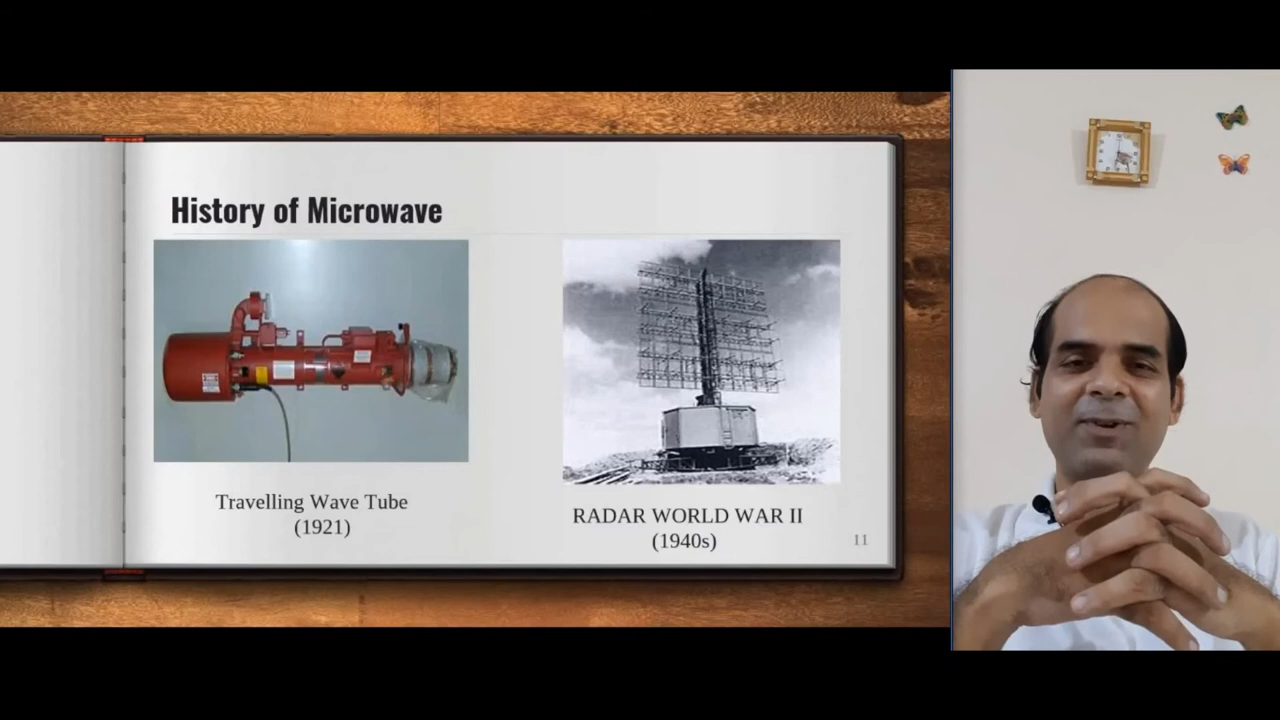 History of Microwave
Travelling Wave Tube
(1921)
RADAR WORLD WAR II
(1940s)
11